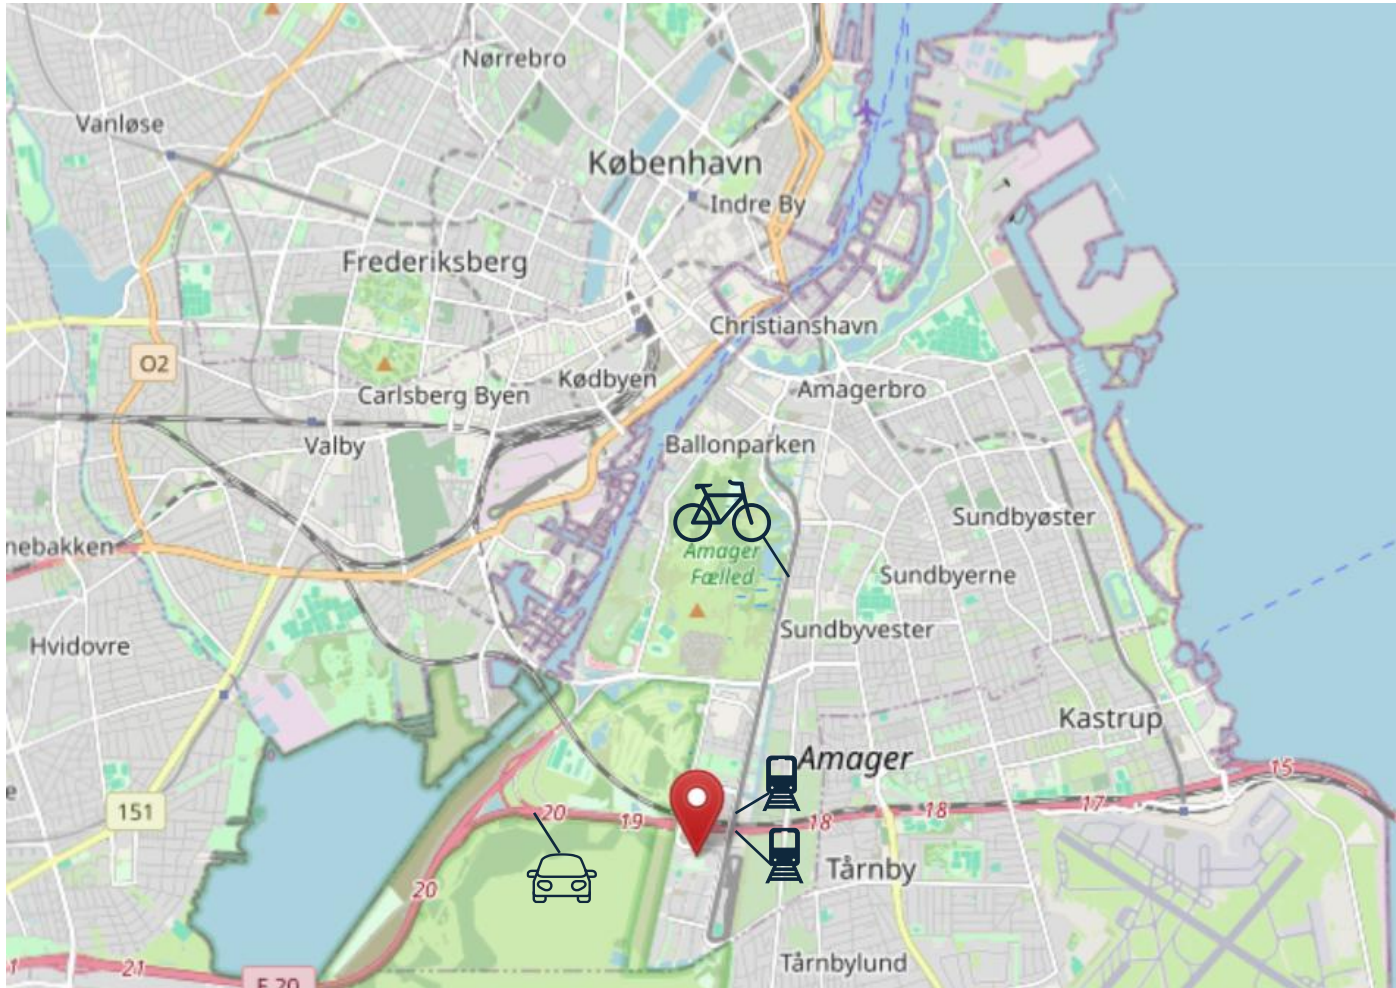 Nørrebro
Vanløse
København
Indre By
Frederiksberg
Christianshavn
O2
Kødbyen
Carlsberg Byen
Amagerbro
Valby
Ballonparken
Sundbyøster
nebakken
Amager
Fælled
Sundbyerne
Sundbyvester
Hvidovre
Kastrup
Amager
15
e
151
20
19
18
18
17
Tårnby
20
Tårnbylund
1
21
E 20